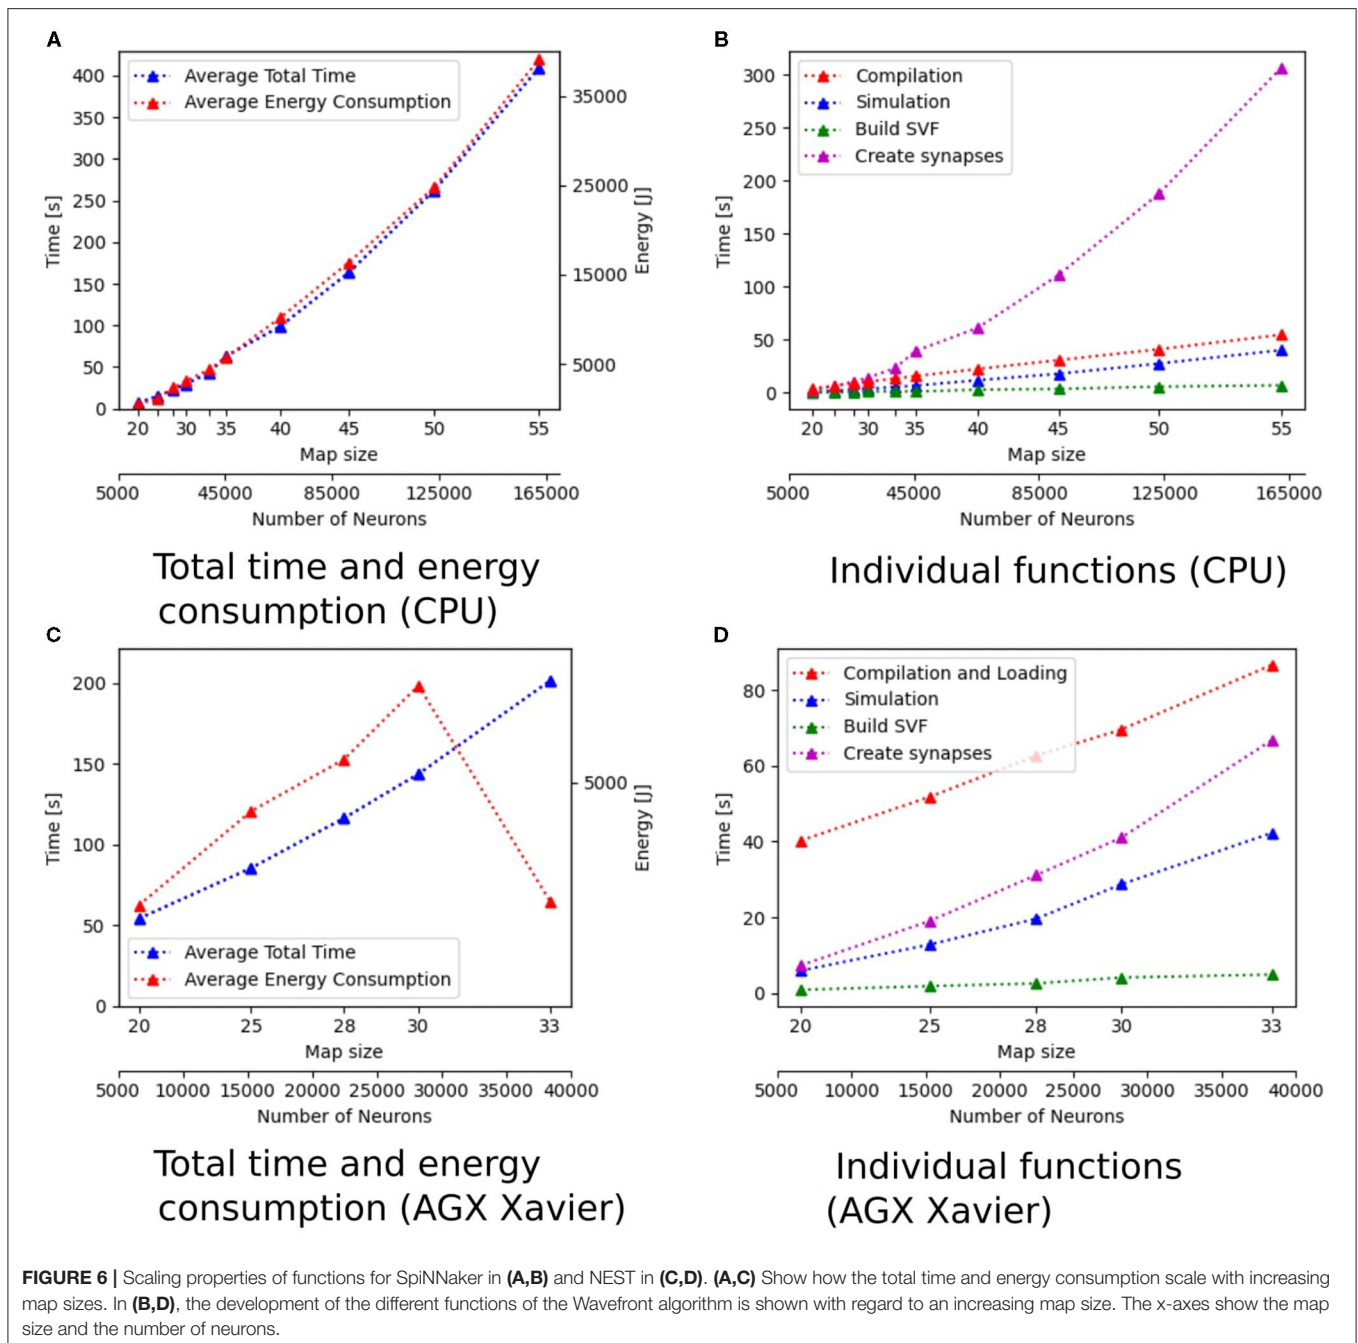 A
Average Total Time
Average Energy Consumption
400
350
300
250
200
150
100
50
0
Time [s]
35000
25000
15000
5000
Energy [J]
20 30 35 40 45 50 55
Map size
5000 45000 85000 125000 165000
Number of Neurons
Total time and energy
consumption (CPU)
B
Compilation
Simulation
Build SVF
Create synapses
300
250
200
150
100
50
0
Time [s]
20 30 35 40 45 50 55
Map size
5000 45000 85000 125000 165000
Number of Neurons
Individual functions (CPU)
C
200
150
100
50
0
Time [s]
5000
Energy [J]
Average Total Time
Average Energy Consumption
20 25 28 30 33
Map size
5000 10000 15000 20000 25000 30000 35000 40000
Number of Neurons
Total time and energy
consumption (AGX Xavier)
D
Compilation and Loading
Simulation
Build SVF
Create synapses
80
60
40
20
0
Time [s]
20 25 28 30 33
Map size
5000 10000 15000 20000 25000 30000 35000 40000
Number of Neurons
Individual functions
(AGX Xavier)
FIGURE 6 | Scaling properties of functions for SpiNNaker in (A,B) and NEST in (C,D). (A,C) Show how the total time and energy consumption scale with increasing
map sizes. In (B,D), the development of the different functions of the Wavefront algorithm is shown with regard to an increasing map size. The x-axes show the map
size and the number of neurons.